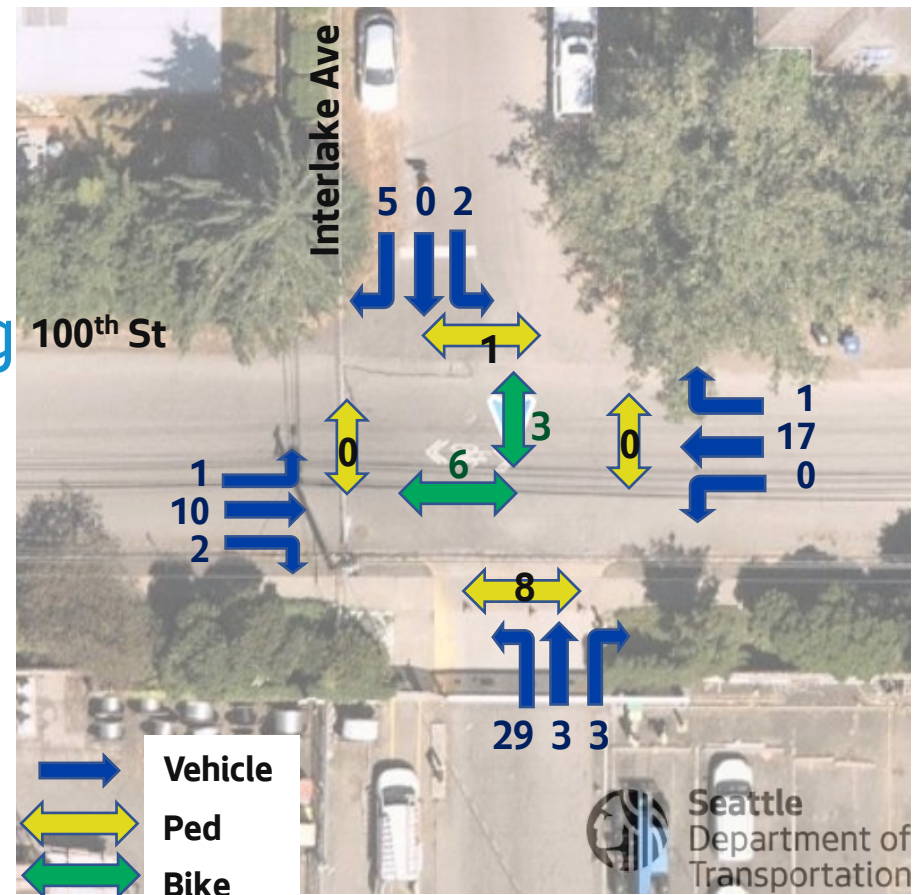 Interlake Ave
5 0 2
g
100th St
1
0
3
6
0
1
17
0
1
10
2
8
29 3 3
Vehicle
Ped
Bike
Seattle
Department of
Transportation